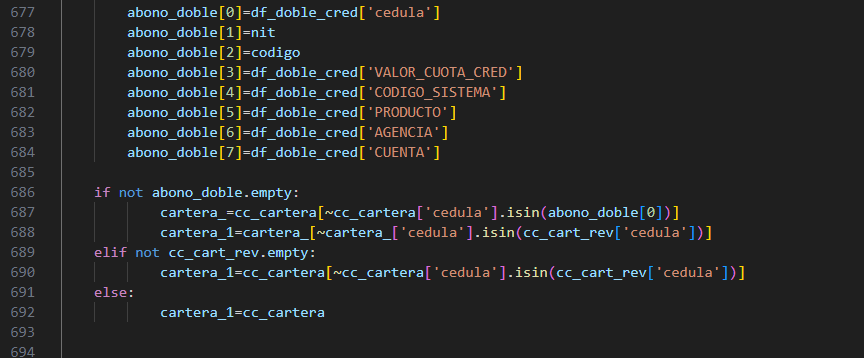 677 abono_doble[0]=df_doble_cred['cedula']
678 abono_doble[1]=nit
679 abono_doble[2]=codigo
680 abono_doble[3]=df_doble_cred['VALOR_CUOTA_CRED']
681 abono_doble[4]=df_doble_cred['CODIGO_SISTEMA']
682 abono_doble[5]=df_doble_cred['PRODUCTO']
683 abono_doble[6]=df_doble_cred['AGENCIA']
684 abono_doble[7]=df_doble_cred['CUENTA']
685
686 if not abono_doble.empty:
687 cartera_=cc_cartera[~cc_cartera['cedula'].isin(abono_doble[0])]
688 cartera_1=cartera_[~cartera_['cedula'].isin(cc_cart_rev['cedula'])]
689 elif not cc_cart_rev.empty:
690 cartera_1=cc_cartera[~cc_cartera['cedula'].isin(cc_cart_rev['cedula'])]
691 else:
692 cartera_1=cc_cartera
693
694